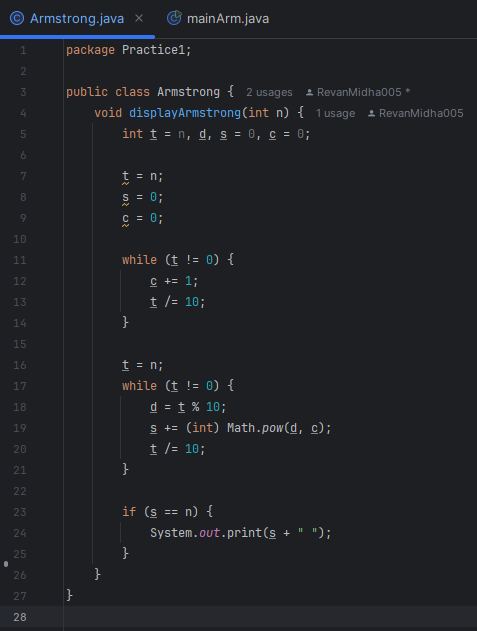 Armstrong.java × mainArm.java
1 package Practice1;
2
3 public class Armstrong { 2 usages RevanMidha005 *
4 void displayArmstrong(int n) { 1 usage RevanMidha005
5 int t = n, d, s = 0, c = 0;
6
7 t = n;
8 s = 0;
9 c = 0;
10
11 while (t != 0) {
12 c += 1;
13 t /= 10;
14 }
15
16 t = n;
17 while (t != 0) {
18 d = t % 10;
19 s += (int) Math.pow(d, c);
20 t /= 10;
21 }
22
23 if (s == n) {
24 System.out.print(s + " ");
25 }
26 }
27 }
28